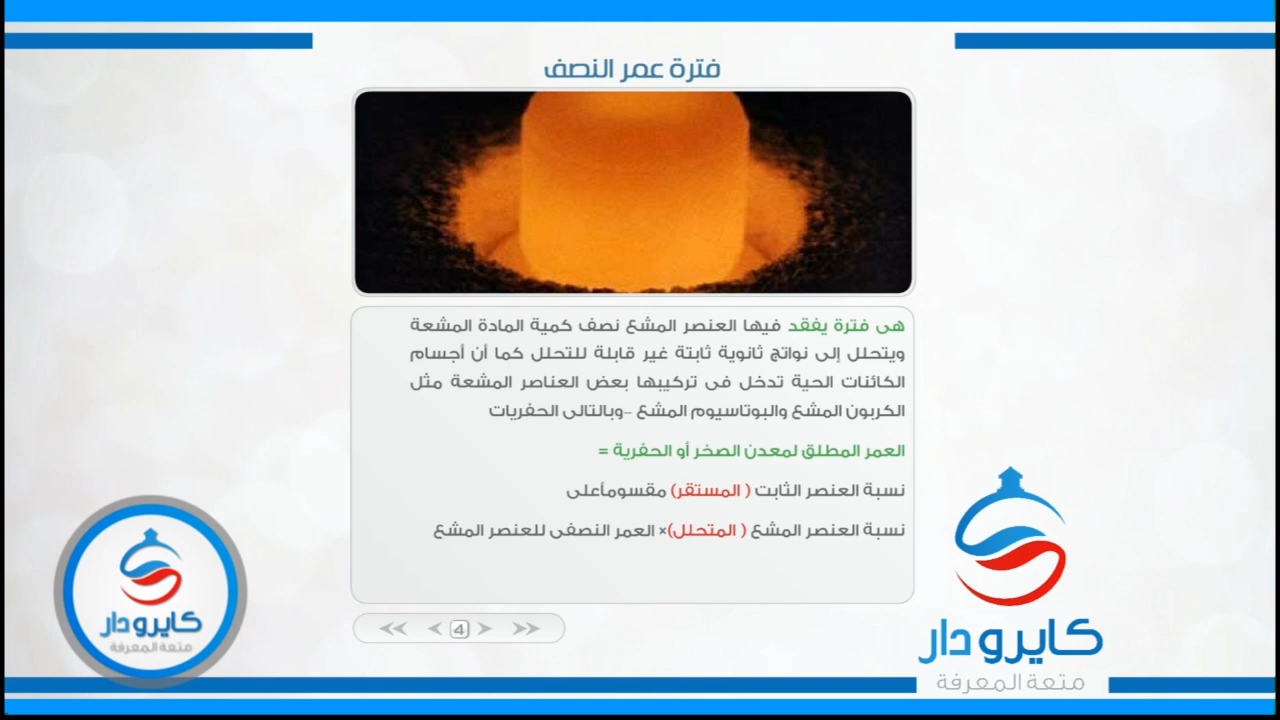 فترة عمر النصف
هى فترة يفقد فيها العنصر المشع نصف كمية المادة المشعة
ويتحلل إلى نواتج ثانوية ثابتة غير قابلة للتحلل كما أن أجسام
الكائنات الحية تدخل فى تركيبها بعض العناصر المشعة مثل
الكربون المشع والبوتاسيوم المشع -وبالتالى الحفريات
العمر المطلق لمعدن الصخر أو الحفرية =
نسبة العنصر الثابت ( المستقر) مقسوماًعلى
نسبة العنصر المشع ( المتحلل)× العمر النصفى للعنصر المشع
4
كايرو دار
متعة المعرفة
كايرو دار
متعة المعرفة